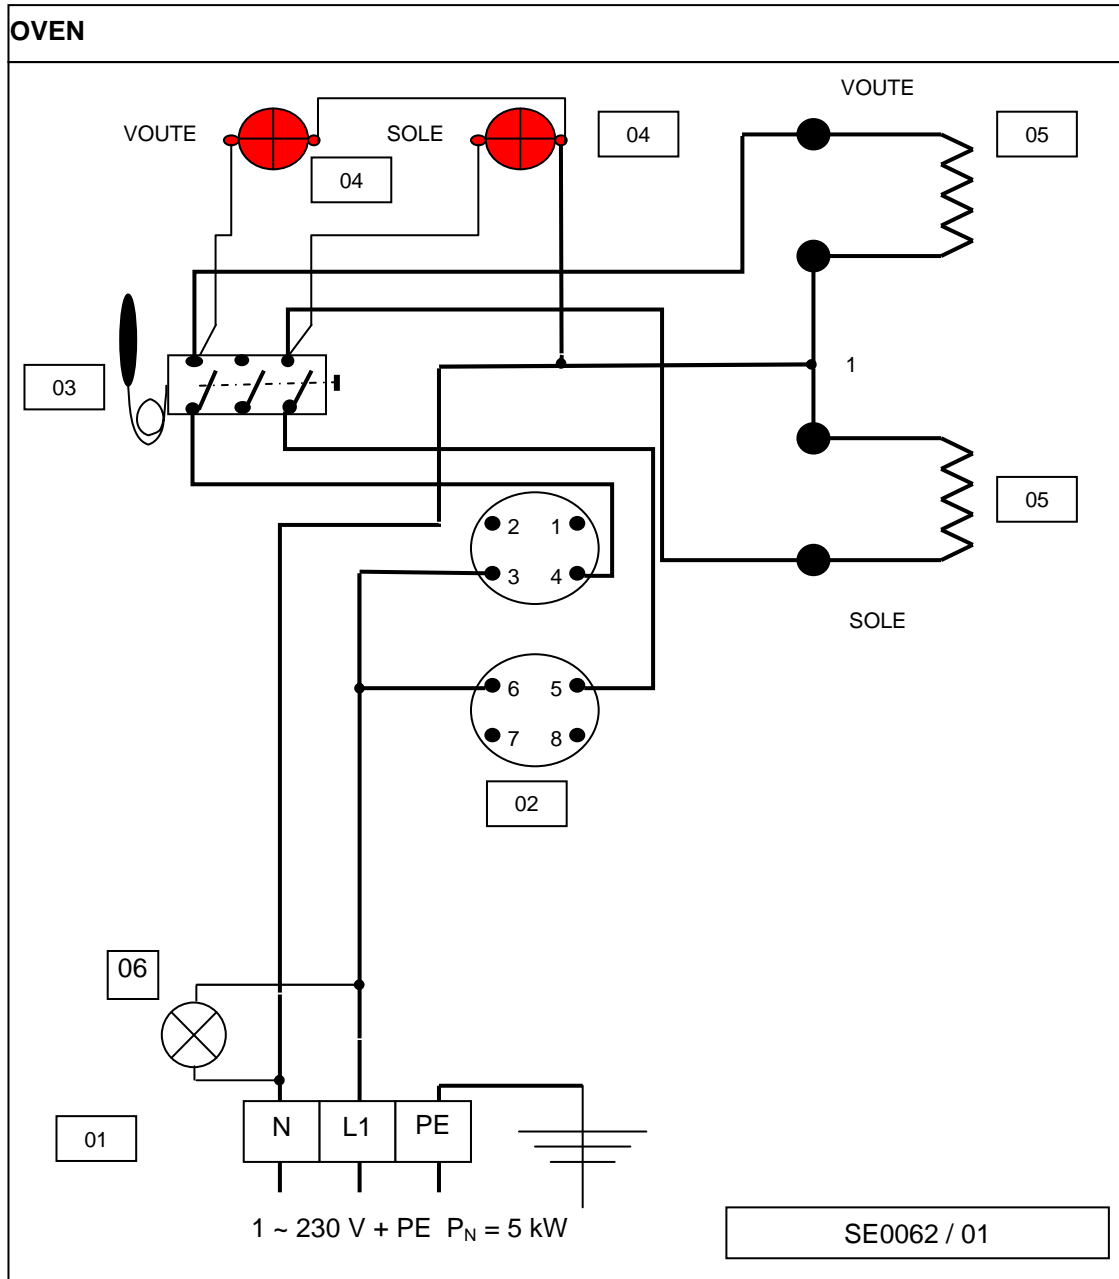 OVEN
VOUTE
VOUTE SOLE 04 05
04
03 1
05
2 1
3 4
SOLE
6 5
7 8
02
06
N L1 PE
01
1 ~ 230 V + PE P_N = 5 kW
SE0062 / 01